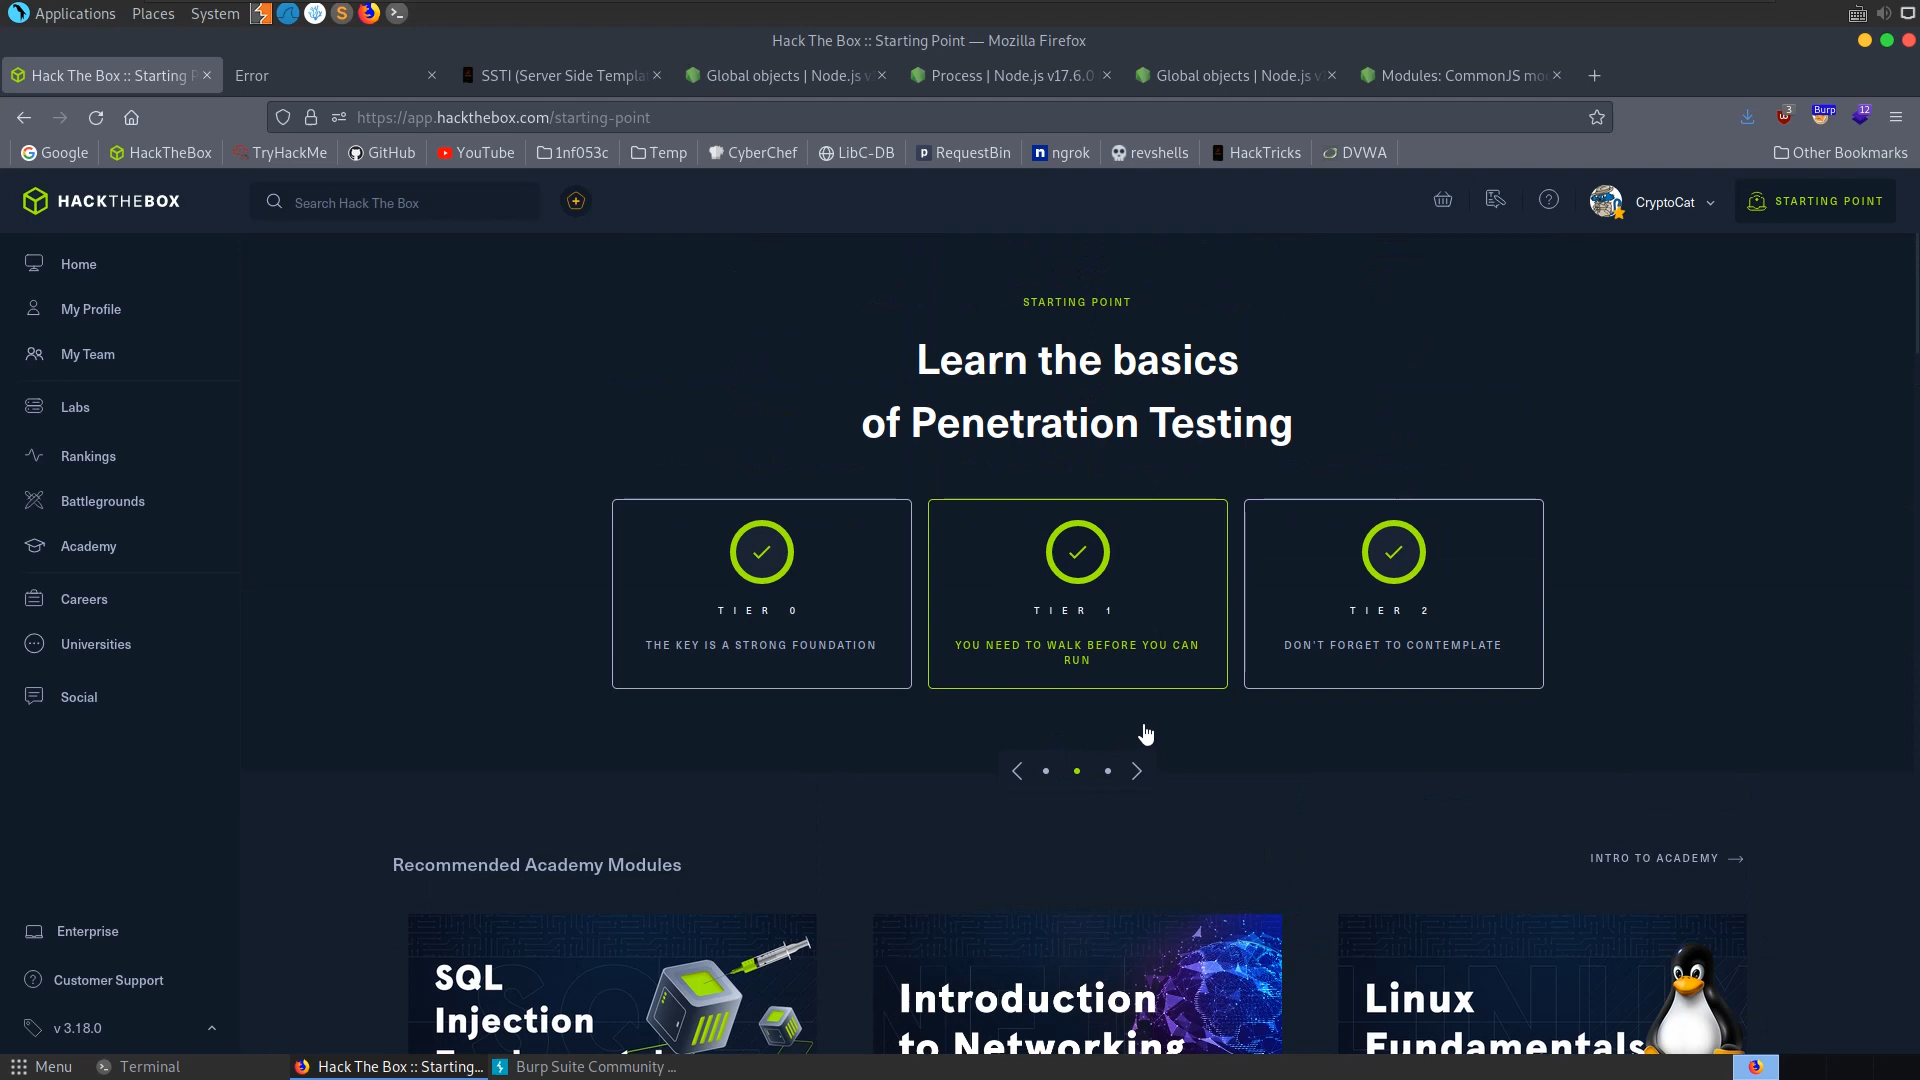 Applications Places System
Hack The Box :: Starting Point — Mozilla Firefox
Hack The Box :: Starting P
Error
SSTI (Server Side Templa
Global objects | Node.js v
Process | Node.js v17.6.0
Global objects | Node.js v
Modules: CommonJS mo
https://app.hackthebox.com/starting-point
3
Burp
12
Google
HackTheBox
TryHackMe
GitHub
YouTube
1nf053c
Temp
CyberChef
LibC-DB
RequestBin
ngrok
revshells
HackTricks
DVWA
Other Bookmarks
HACKTHEBOX
Search Hack The Box
CryptoCat
STARTING POINT
Home
My Profile
My Team
Labs
Rankings
Battlegrounds
Academy
Careers
Universities
Social
Enterprise
Customer Support
v 3.18.0
STARTING POINT
Learn the basics
of Penetration Testing
TIER 0
THE KEY IS A STRONG FOUNDATION
TIER 1
YOU NEED TO WALK BEFORE YOU CAN
RUN
TIER 2
DON'T FORGET TO CONTEMPLATE
Recommended Academy Modules
INTRO TO ACADEMY
SQL
Injection
Introduction
to Networking
Linux
Fundamentals
Menu
Terminal
Hack The Box :: Starting...
Burp Suite Community ...